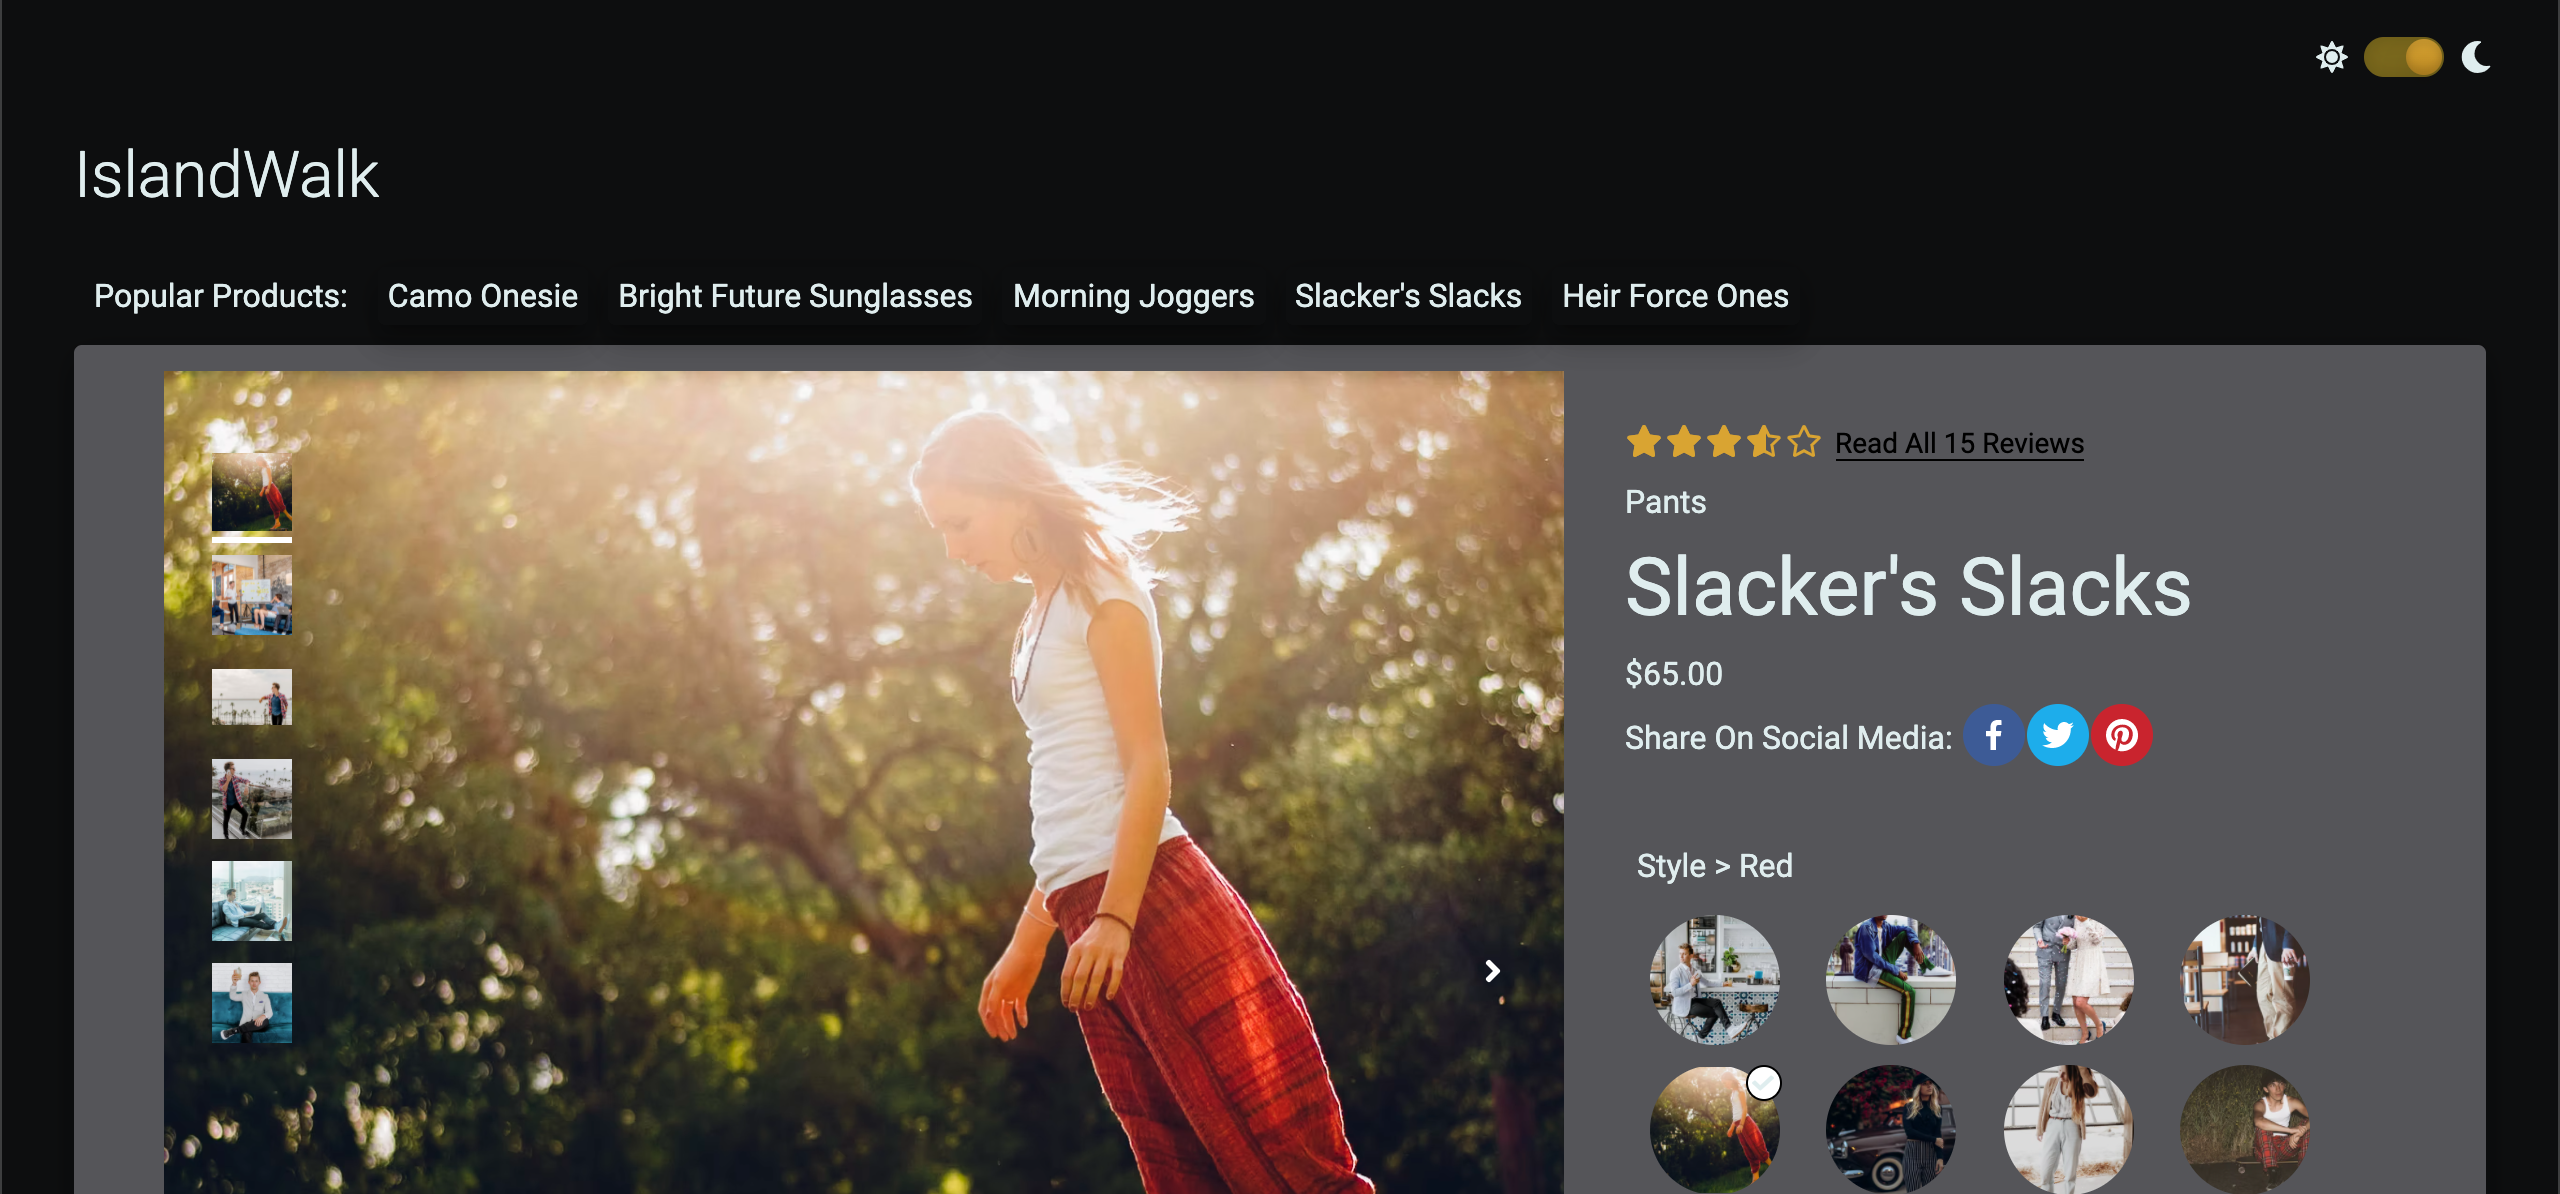 IslandWalk
Popular Products: Camo Onesie Bright Future Sunglasses Morning Joggers Slacker's Slacks Heir Force Ones
Read All 15 Reviews
Pants
Slacker's Slacks
$65.00
Share On Social Media:
Style > Red